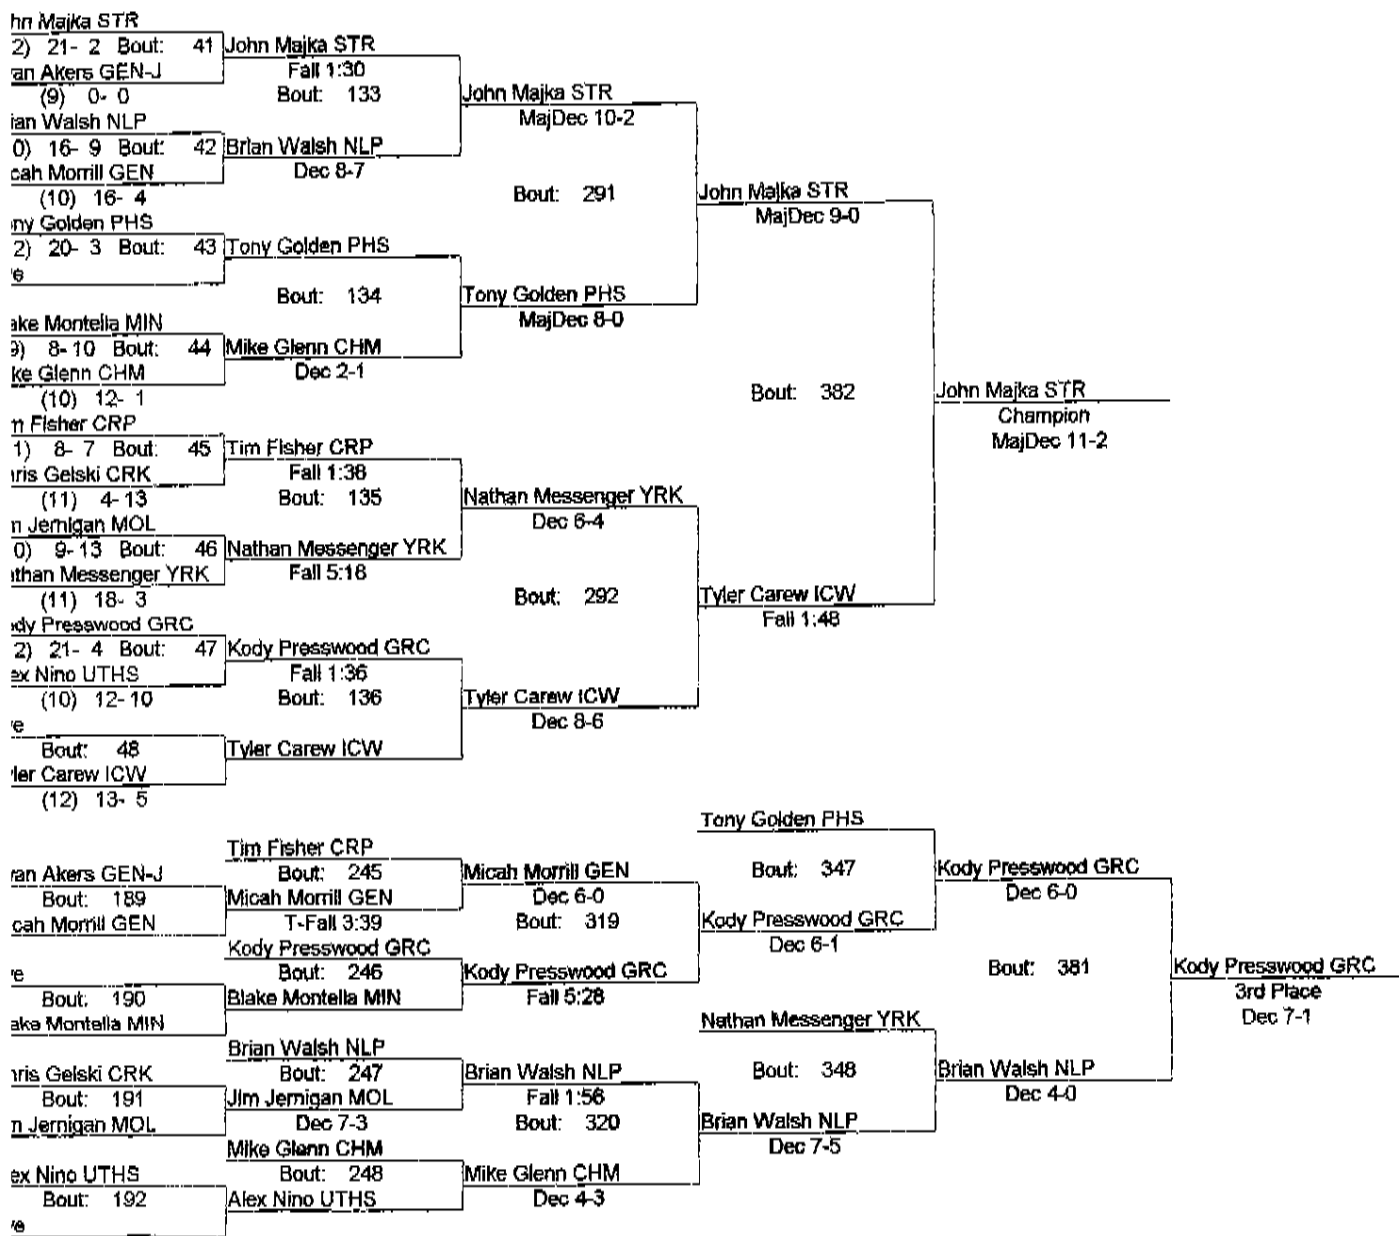 hn Majka STR
2) 21- 2 Bout: 41 John Majka STR
an Akers GEN-J Fall 1:30
(9) 0- 0 Bout: 133 John Majka STR
ian Walsh NLP MajDec 10-2
0) 16- 9 Bout: 42 Brian Walsh NLP
cah Morrill GEN Dec 8-7
(10) 16- 4 Bout: 291 John Majka STR
ny Golden PHS MajDec 9-0
2) 20- 3 Bout: 43 Tony Golden PHS
e
Bout: 134 Tony Golden PHS
ake Montella MIN MajDec 8-0
9) 8- 10 Bout: 44 Mike Glenn CHM
ke Glenn CHM Dec 2-1
(10) 12- 1 Bout: 382 John Majka STR
m Fisher CRP Champion
1) 8- 7 Bout: 45 Tim Fisher CRP MajDec 11-2
ris Gelski CRK Fall 1:38
(11) 4- 13 Bout: 135 Nathan Messenger YRK
n Jernigan MOL Dec 6-4
0) 9- 13 Bout: 46 Nathan Messenger YRK
athan Messenger YRK Fall 5:18
(11) 18- 3 Bout: 292 Tyler Carew ICW
ody Presswood GRC Fall 1:48
2) 21- 4 Bout: 47 Kody Presswood GRC
ex Nino UTHS Fall 1:36
(10) 12- 10 Bout: 136 Tyler Carew ICW
e Dec 8-6
Bout: 48 Tyler Carew ICW
ler Carew ICW
(12) 13- 5
Tony Golden PHS
Tim Fisher CRP
an Akers GEN-J Bout: 245 Micah Morrill GEN Bout: 347 Kody Presswood GRC
Bout: 189 Micah Morrill GEN Dec 6-0 Dec 6-0
cah Morrill GEN T-Fall 3:39 Bout: 319 Kody Presswood GRC
Kody Presswood GRC Dec 6-1
e Bout: 246 Kody Presswood GRC Bout: 381 Kody Presswood GRC
Bout: 190 Blake Montella MIN Fall 5:28 3rd Place
ake Montella MIN Nathan Messenger YRK Dec 7-1
Brian Walsh NLP
ris Gelski CRK Bout: 247 Brian Walsh NLP Bout: 348 Brian Walsh NLP
Bout: 191 Jim Jernigan MOL Fall 1:56 Dec 4-0
n Jernigan MOL Dec 7-3 Bout: 320 Brian Walsh NLP
Mike Glenn CHM Dec 7-5
ex Nino UTHS Bout: 248 Mike Glenn CHM
Bout: 192 Alex Nino UTHS Dec 4-3
e